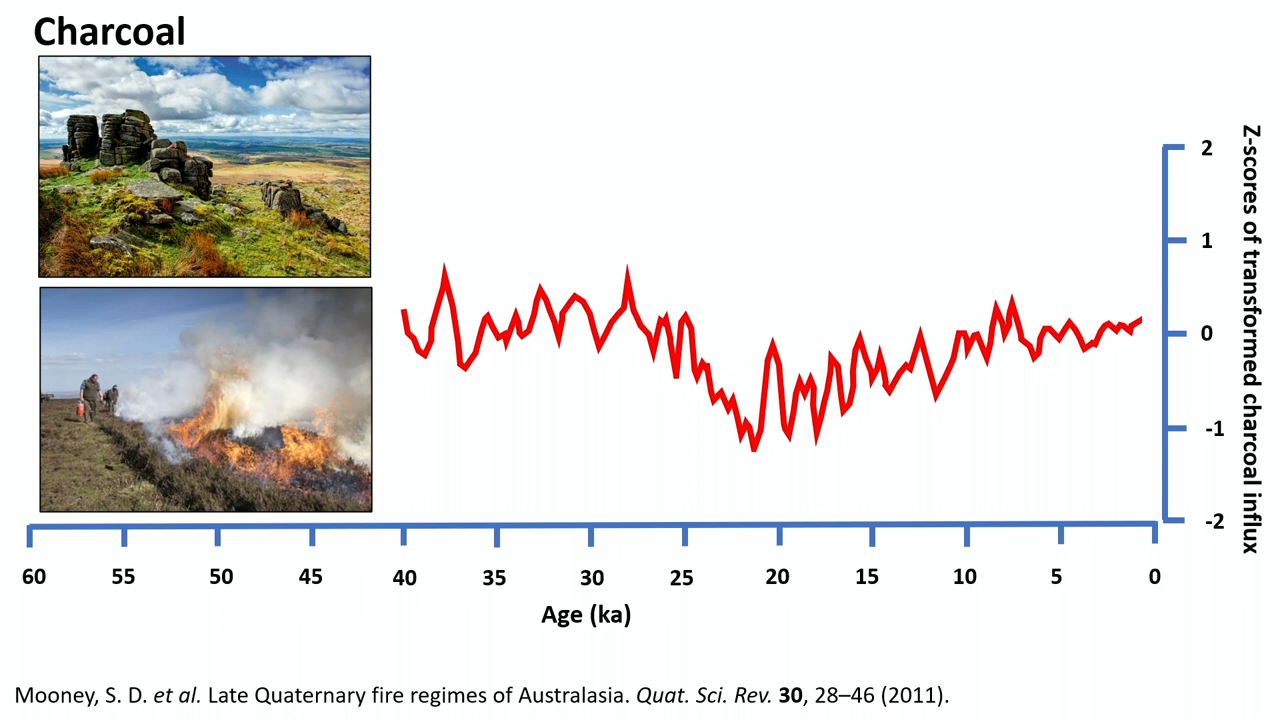 Charcoal
2
1
0
-1
-2
Z-scores of transformed charcoal influx
60 55 50 45 40 35 30 25 20 15 10 5 0
Age (ka)
Mooney, S. D. et al. Late Quaternary fire regimes of Australasia. Quat. Sci. Rev. 30, 28–46 (2011).